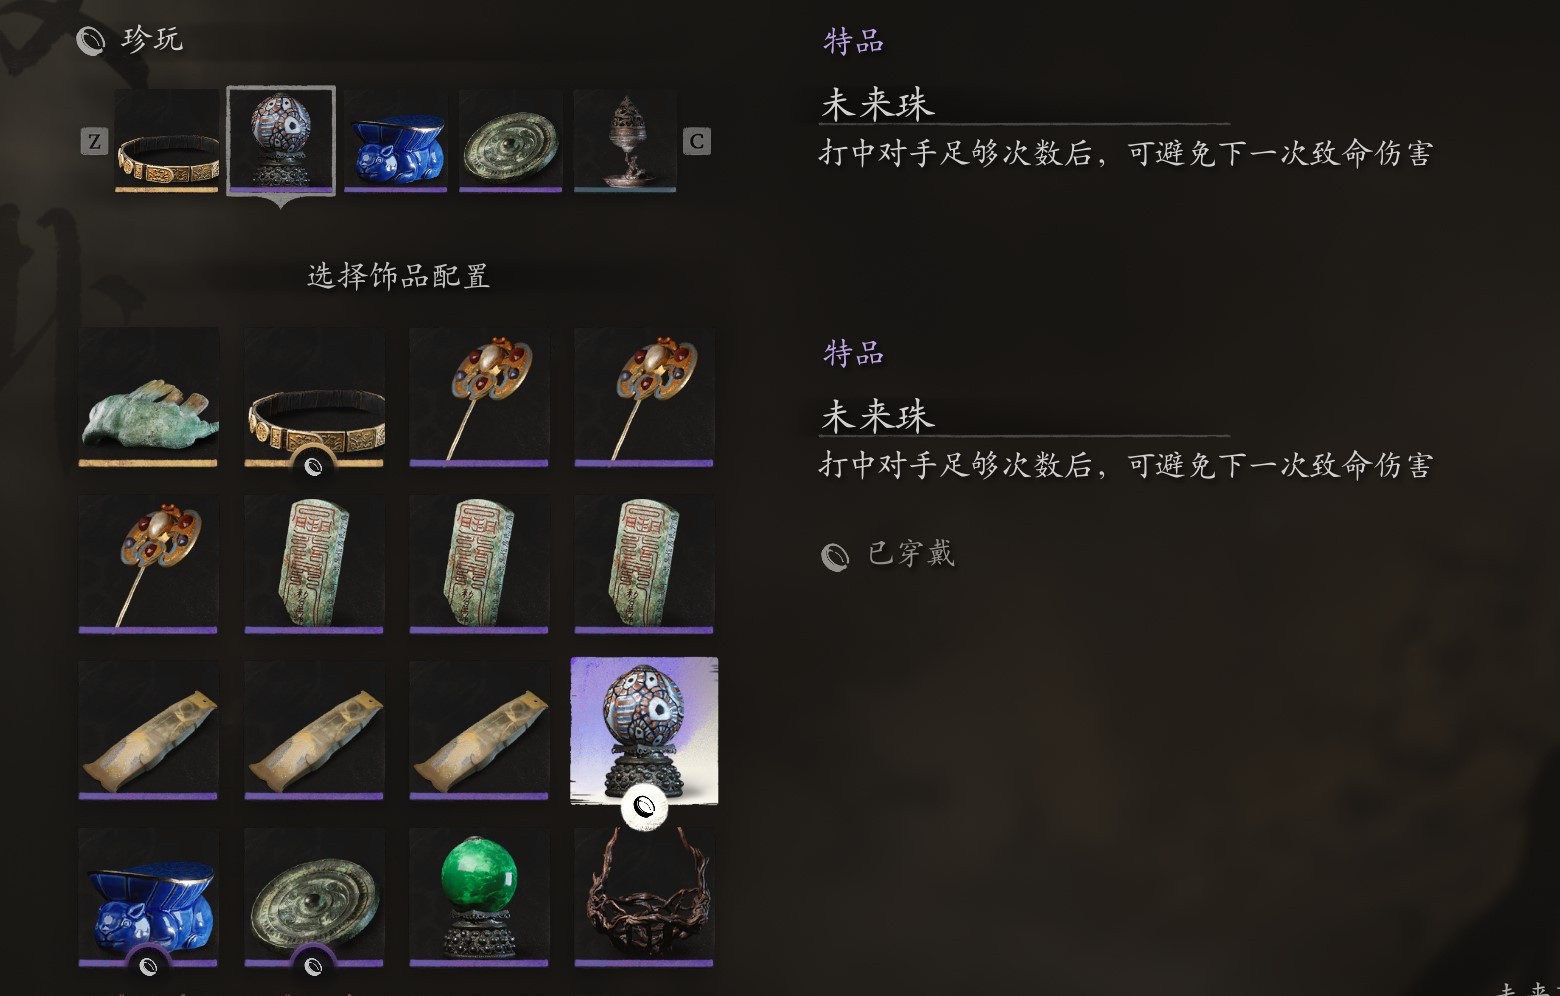 珍玩
Z
C
选择饰品配置
特品
未来珠
打中对手足够次数后，可避免下一次致命伤害
特品
未来珠
打中对手足够次数后，可避免下一次致命伤害
已穿戴